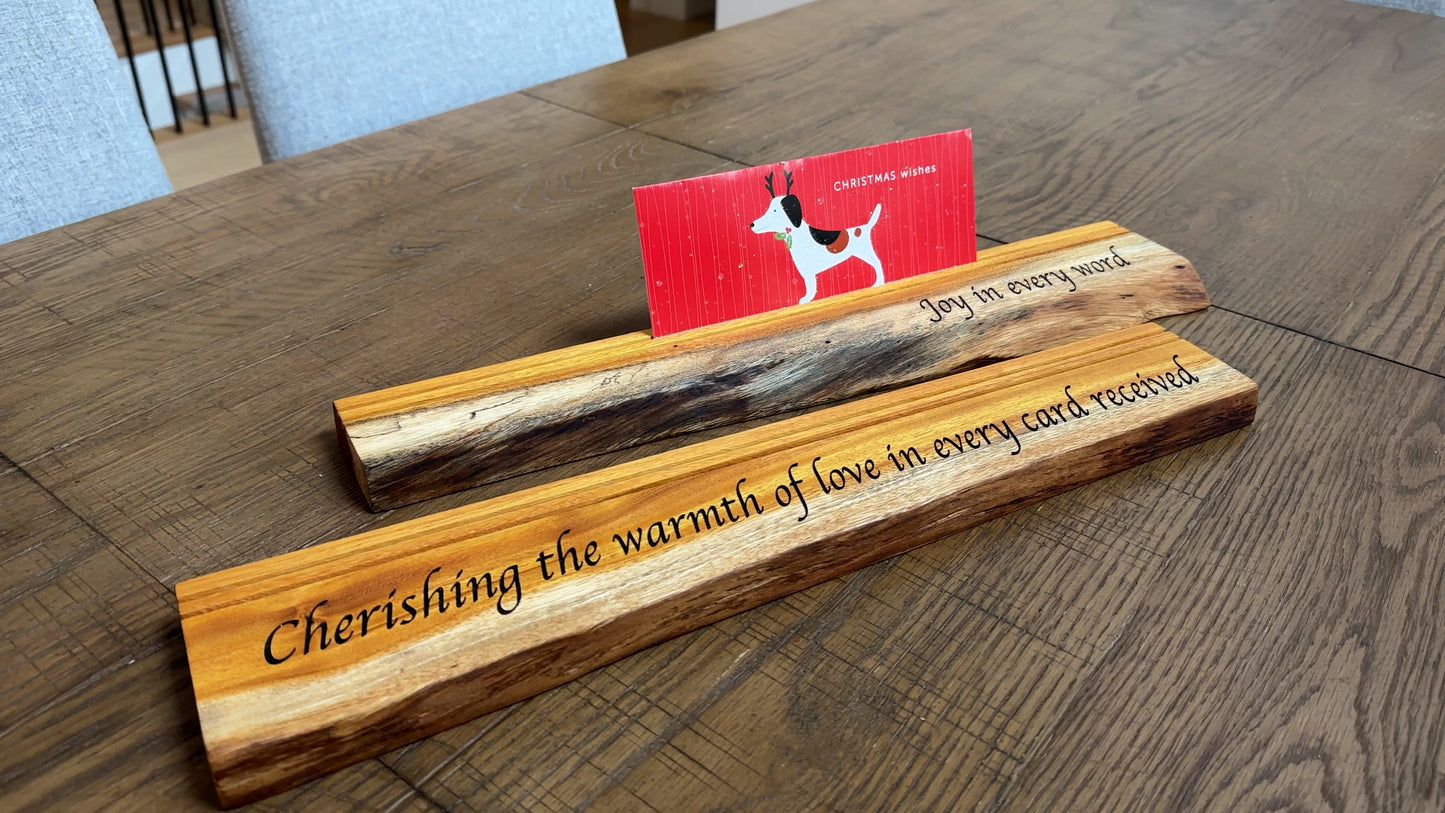 CHRISTMAS wishes
Joy in every word
Cherishing the warmth of love in every card received